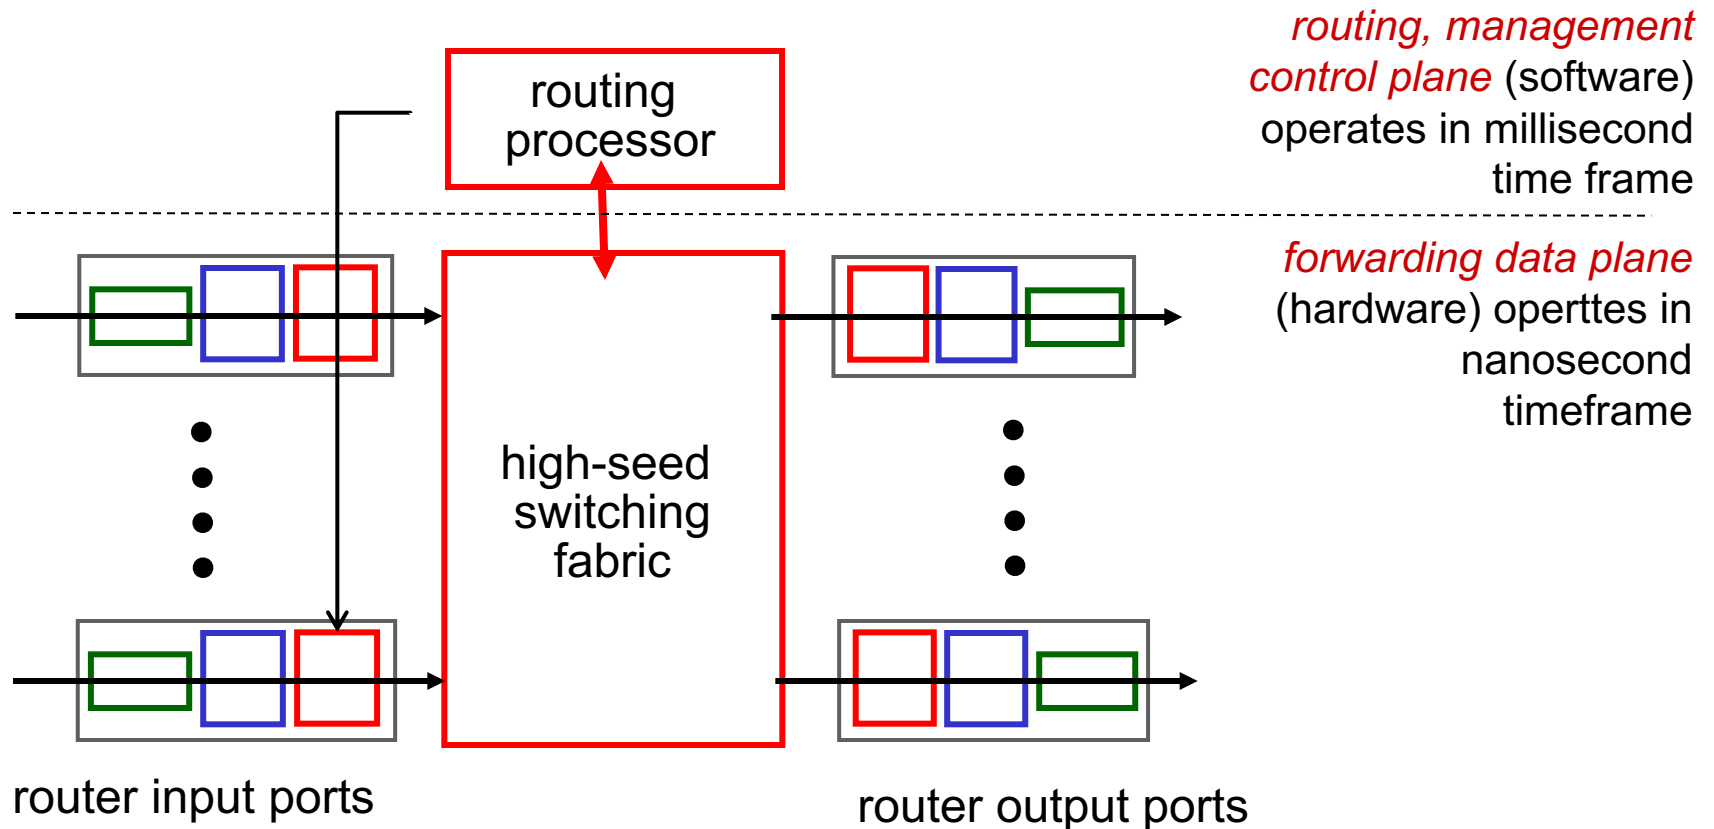 routing, management
control plane (software)
operates in millisecond
time frame
routing
processor
forwarding data plane
(hardware) operttes in
nanosecond
timeframe
high-seed
switching
fabric
router input ports
router output ports